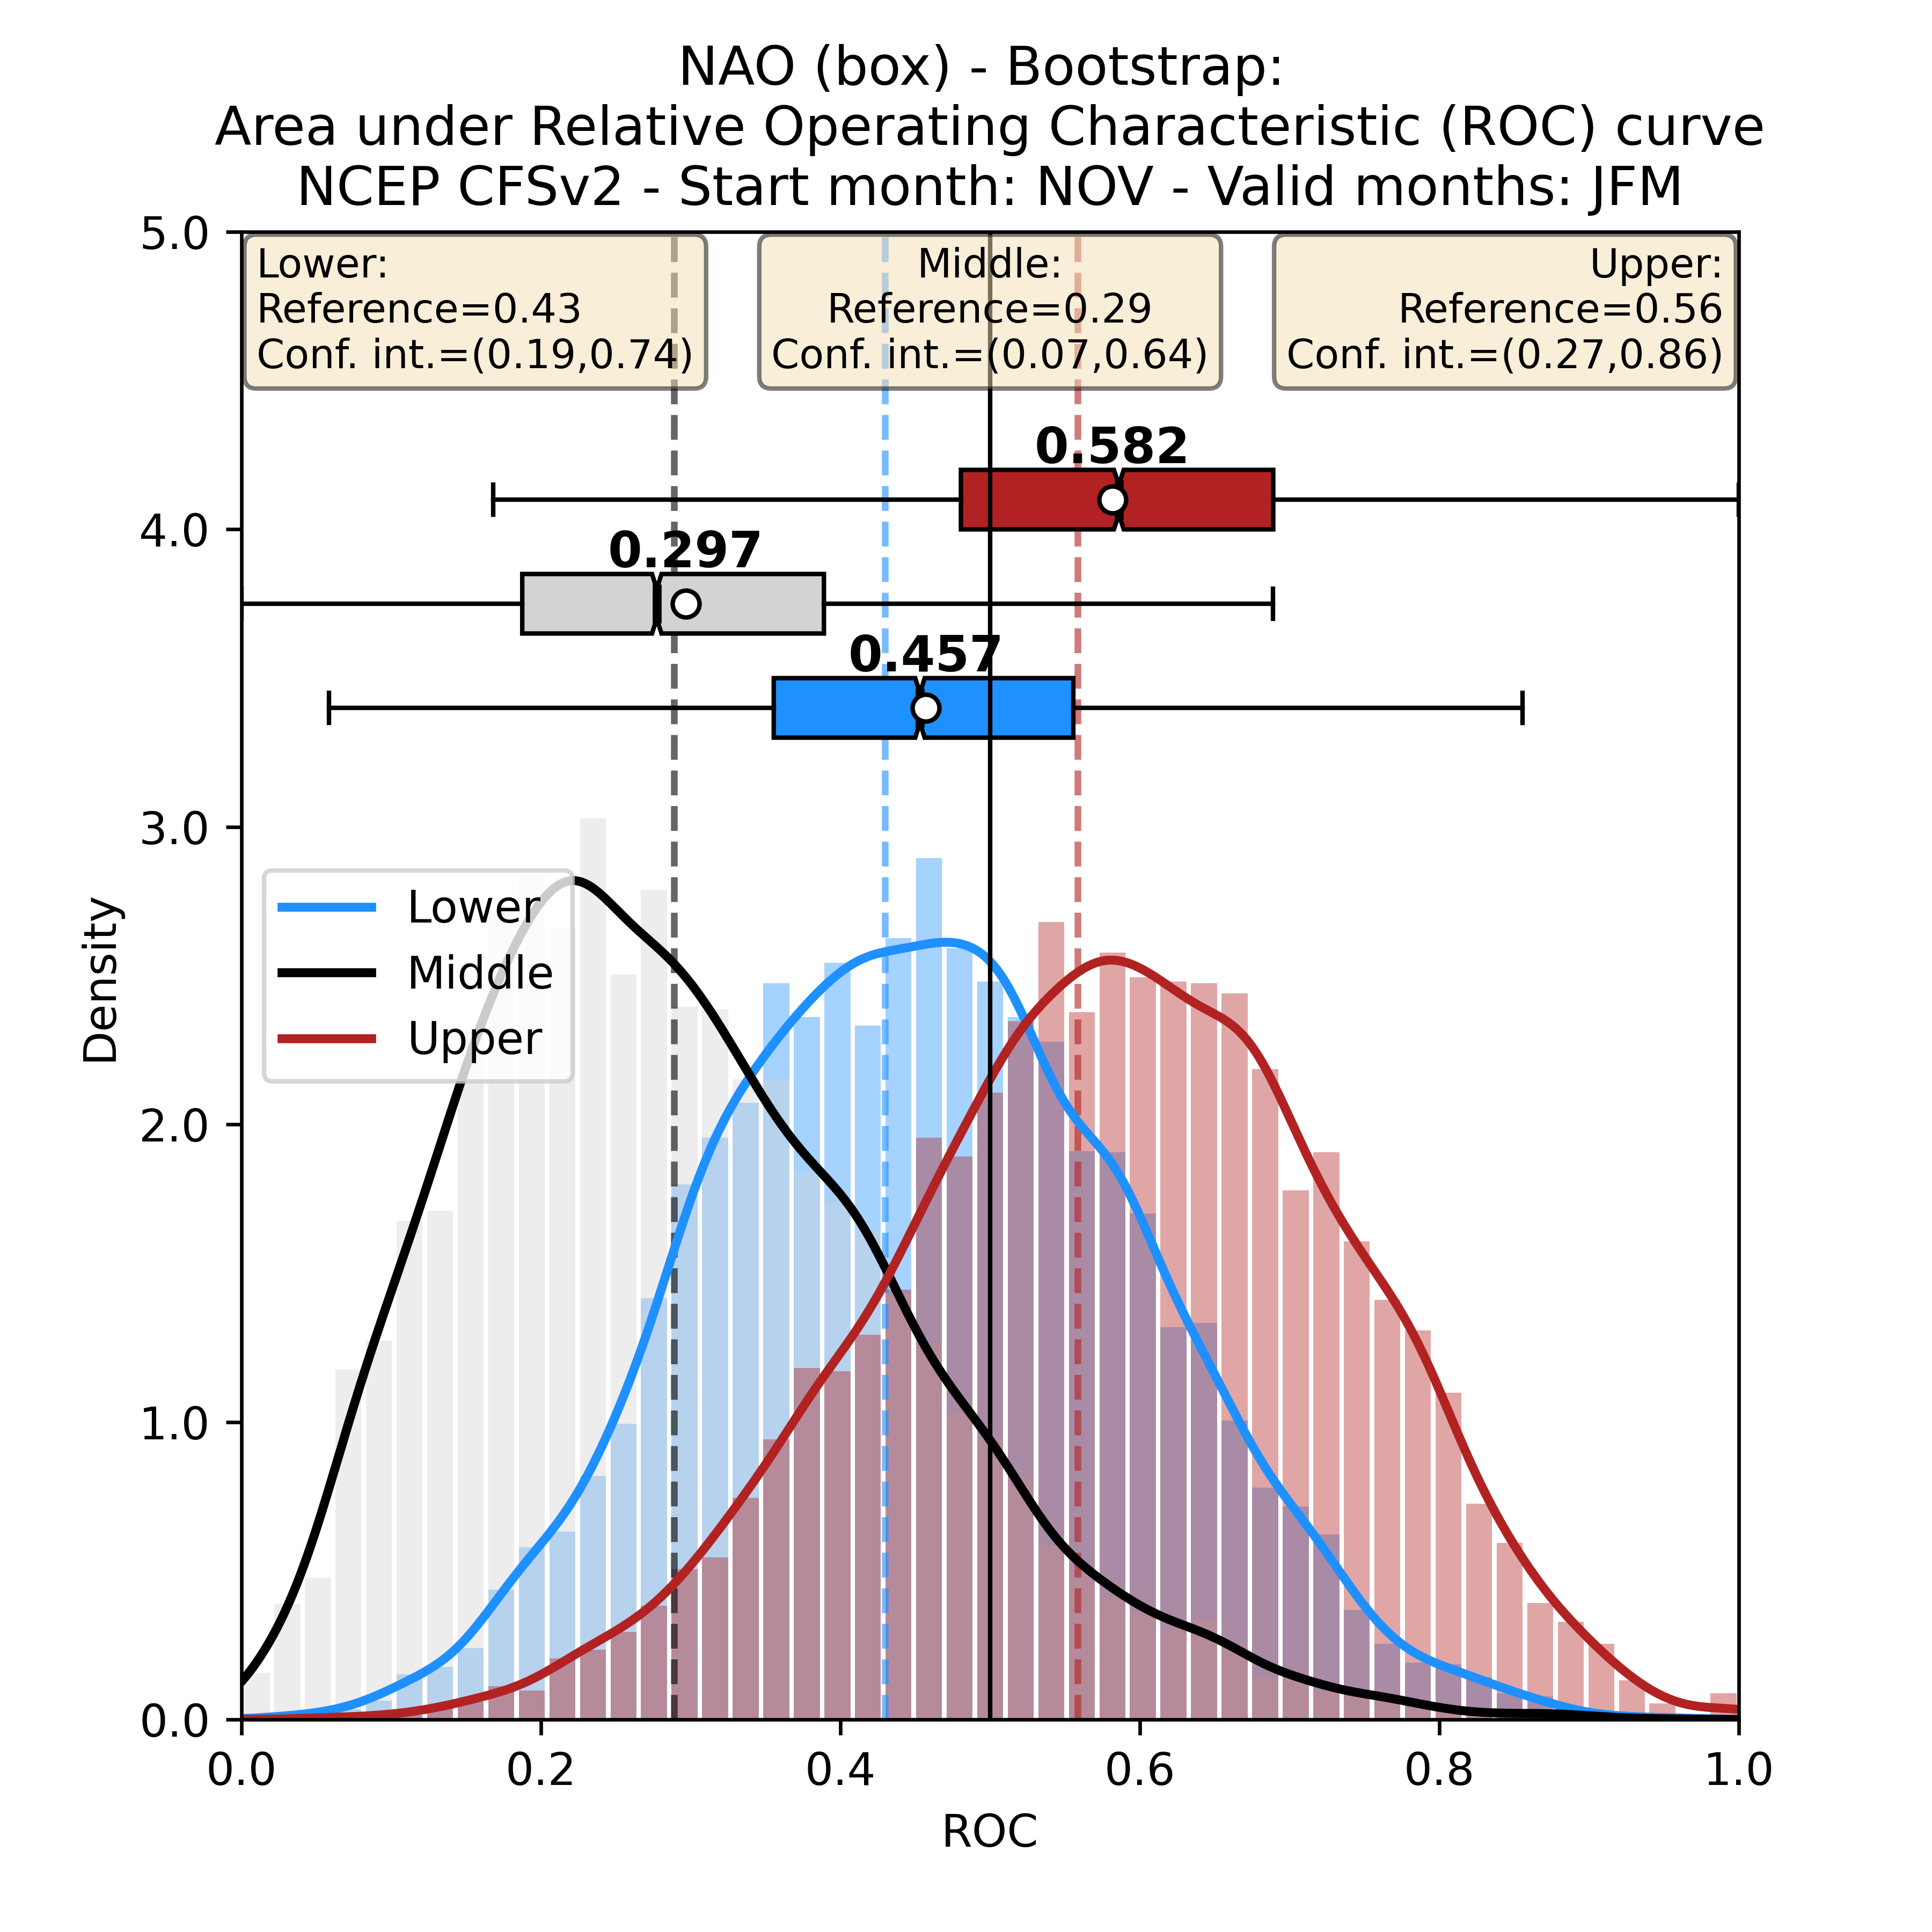 NAO (box) - Bootstrap:
Area under Relative Operating Characteristic (ROC) curve
NCEP CFSv2 - Start month: NOV - Valid months: JFM
Lower:
Reference=0.43
Conf. int.=(0.19,0.74)
Middle:
Reference=0.29
Conf. int.=(0.07,0.64)
Upper:
Reference=0.56
Conf. int.=(0.27,0.86)
0.582
0.297
0.457
Lower
Middle
Upper
Density
5.0
4.0
3.0
2.0
1.0
0.0
0.0
0.2
0.4
0.6
0.8
1.0
ROC